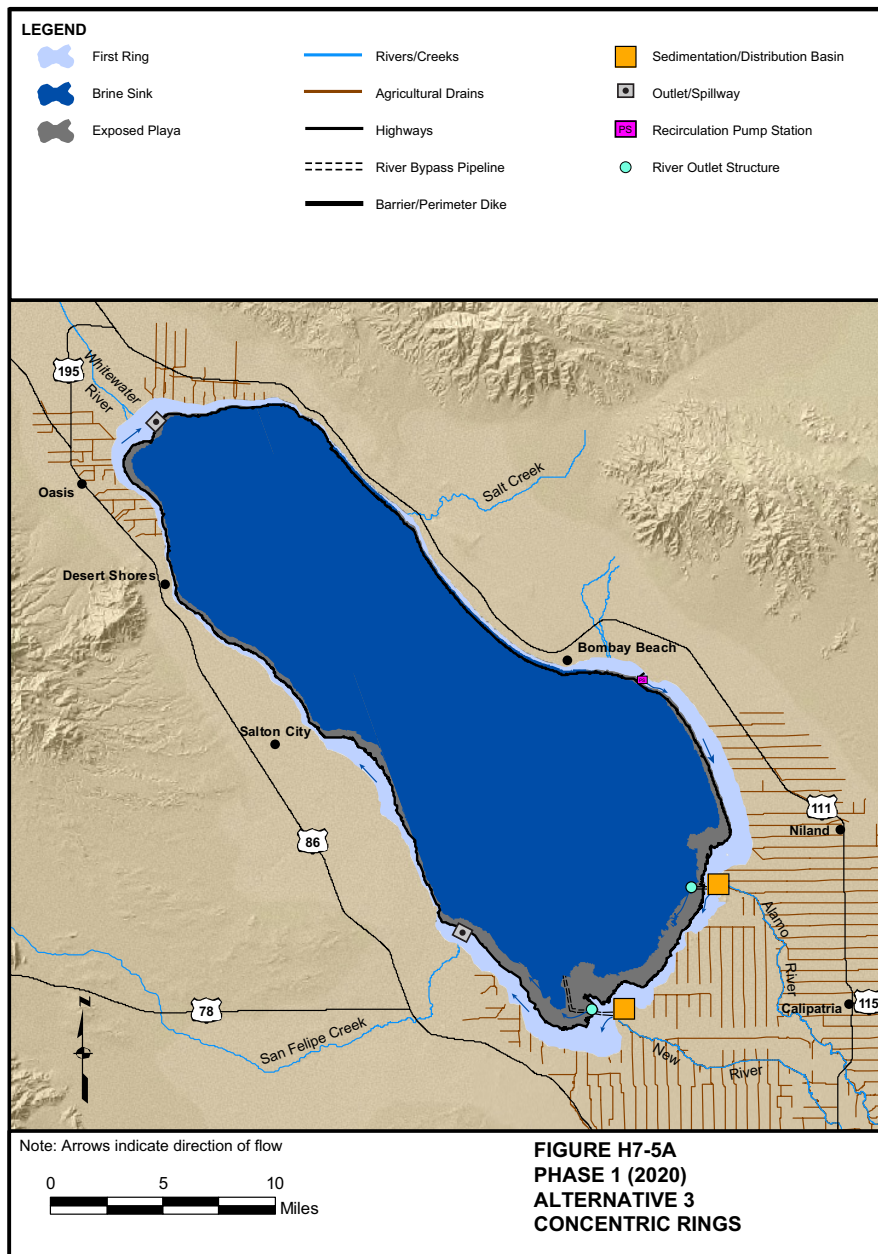 LEGEND
First Ring
Brine Sink
Exposed Playa
Rivers/Creeks
Agricultural Drains
Highways
River Bypass Pipeline
Barrier/Perimeter Dike
Sedimentation/Distribution Basin
Outlet/Spillway
PS
Recirculation Pump Station
River Outlet Structure
195
Whitewater
River
Oasis
Salt Creek
Desert Shores
Bombay Beach
PS
Salton City
86
111
Niland
Alamo
River
78
San Felipe Creek
Calipatria
115
New
River
N
Note: Arrows indicate direction of flow
0 5 10
Miles
FIGURE H7-5A
PHASE 1 (2020)
ALTERNATIVE 3
CONCENTRIC RINGS